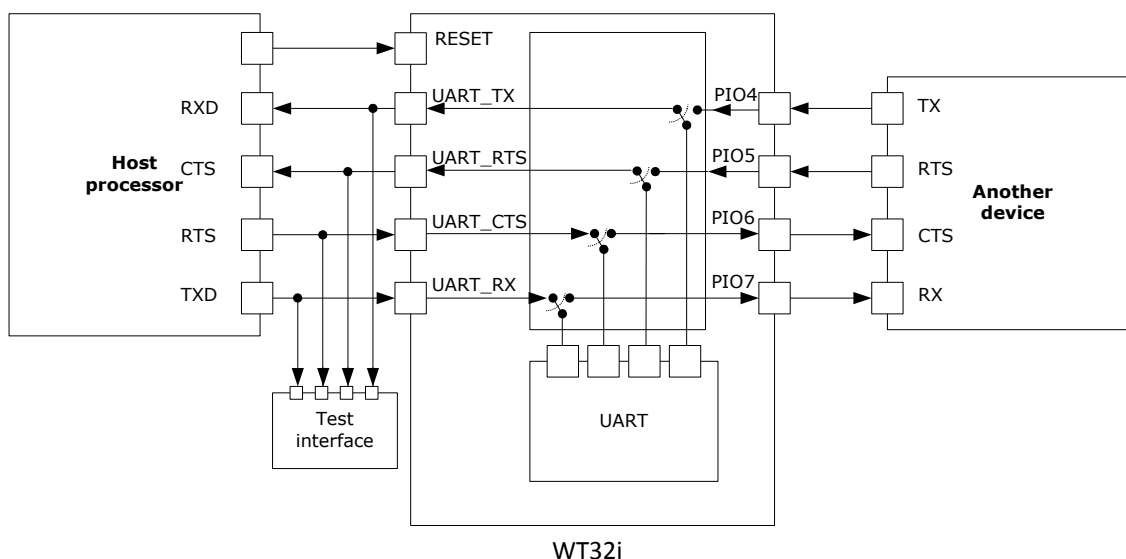 RESET
RXD
UART_TX
PIO4
TX
Host
processor
CTS
UART_RTS
PIO5
RTS
Another
device
RTS
UART_CTS
PIO6
CTS
TXD
UART_RX
PIO7
RX
Test
interface
UART
WT32i